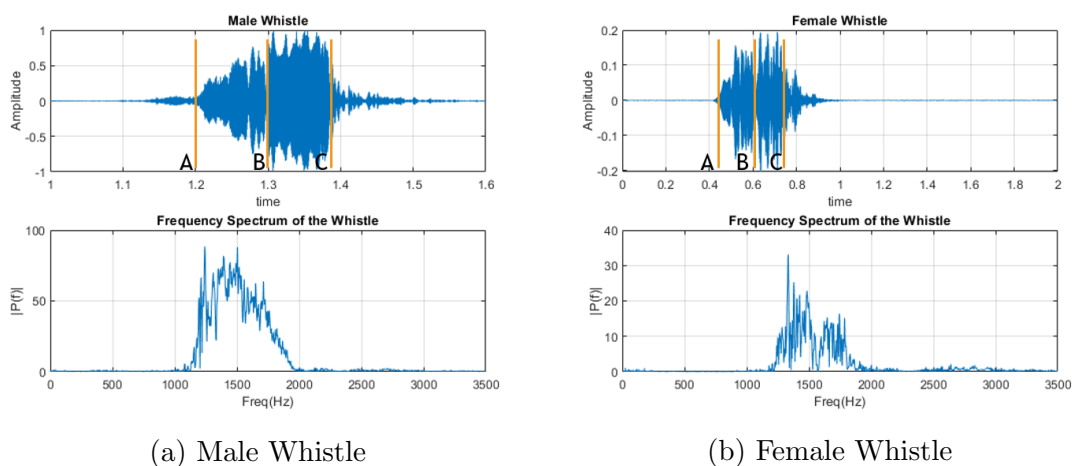 Male Whistle
1
0.5
0
-0.5
-1
Amplitude
A
B
C
1 1.1 1.2 1.3 1.4 1.5 1.6
time
Frequency Spectrum of the Whistle
100
50
0
|P(f)|
0 500 1000 1500 2000 2500 3000 3500
Freq(Hz)
(a) Male Whistle
Female Whistle
0.2
0.1
0
-0.1
-0.2
Amplitude
A
B
C
0 0.2 0.4 0.6 0.8 1 1.2 1.4 1.6 1.8 2
time
Frequency Spectrum of the Whistle
40
30
20
10
0
|P(f)|
0 500 1000 1500 2000 2500 3000 3500
Freq(Hz)
(b) Female Whistle